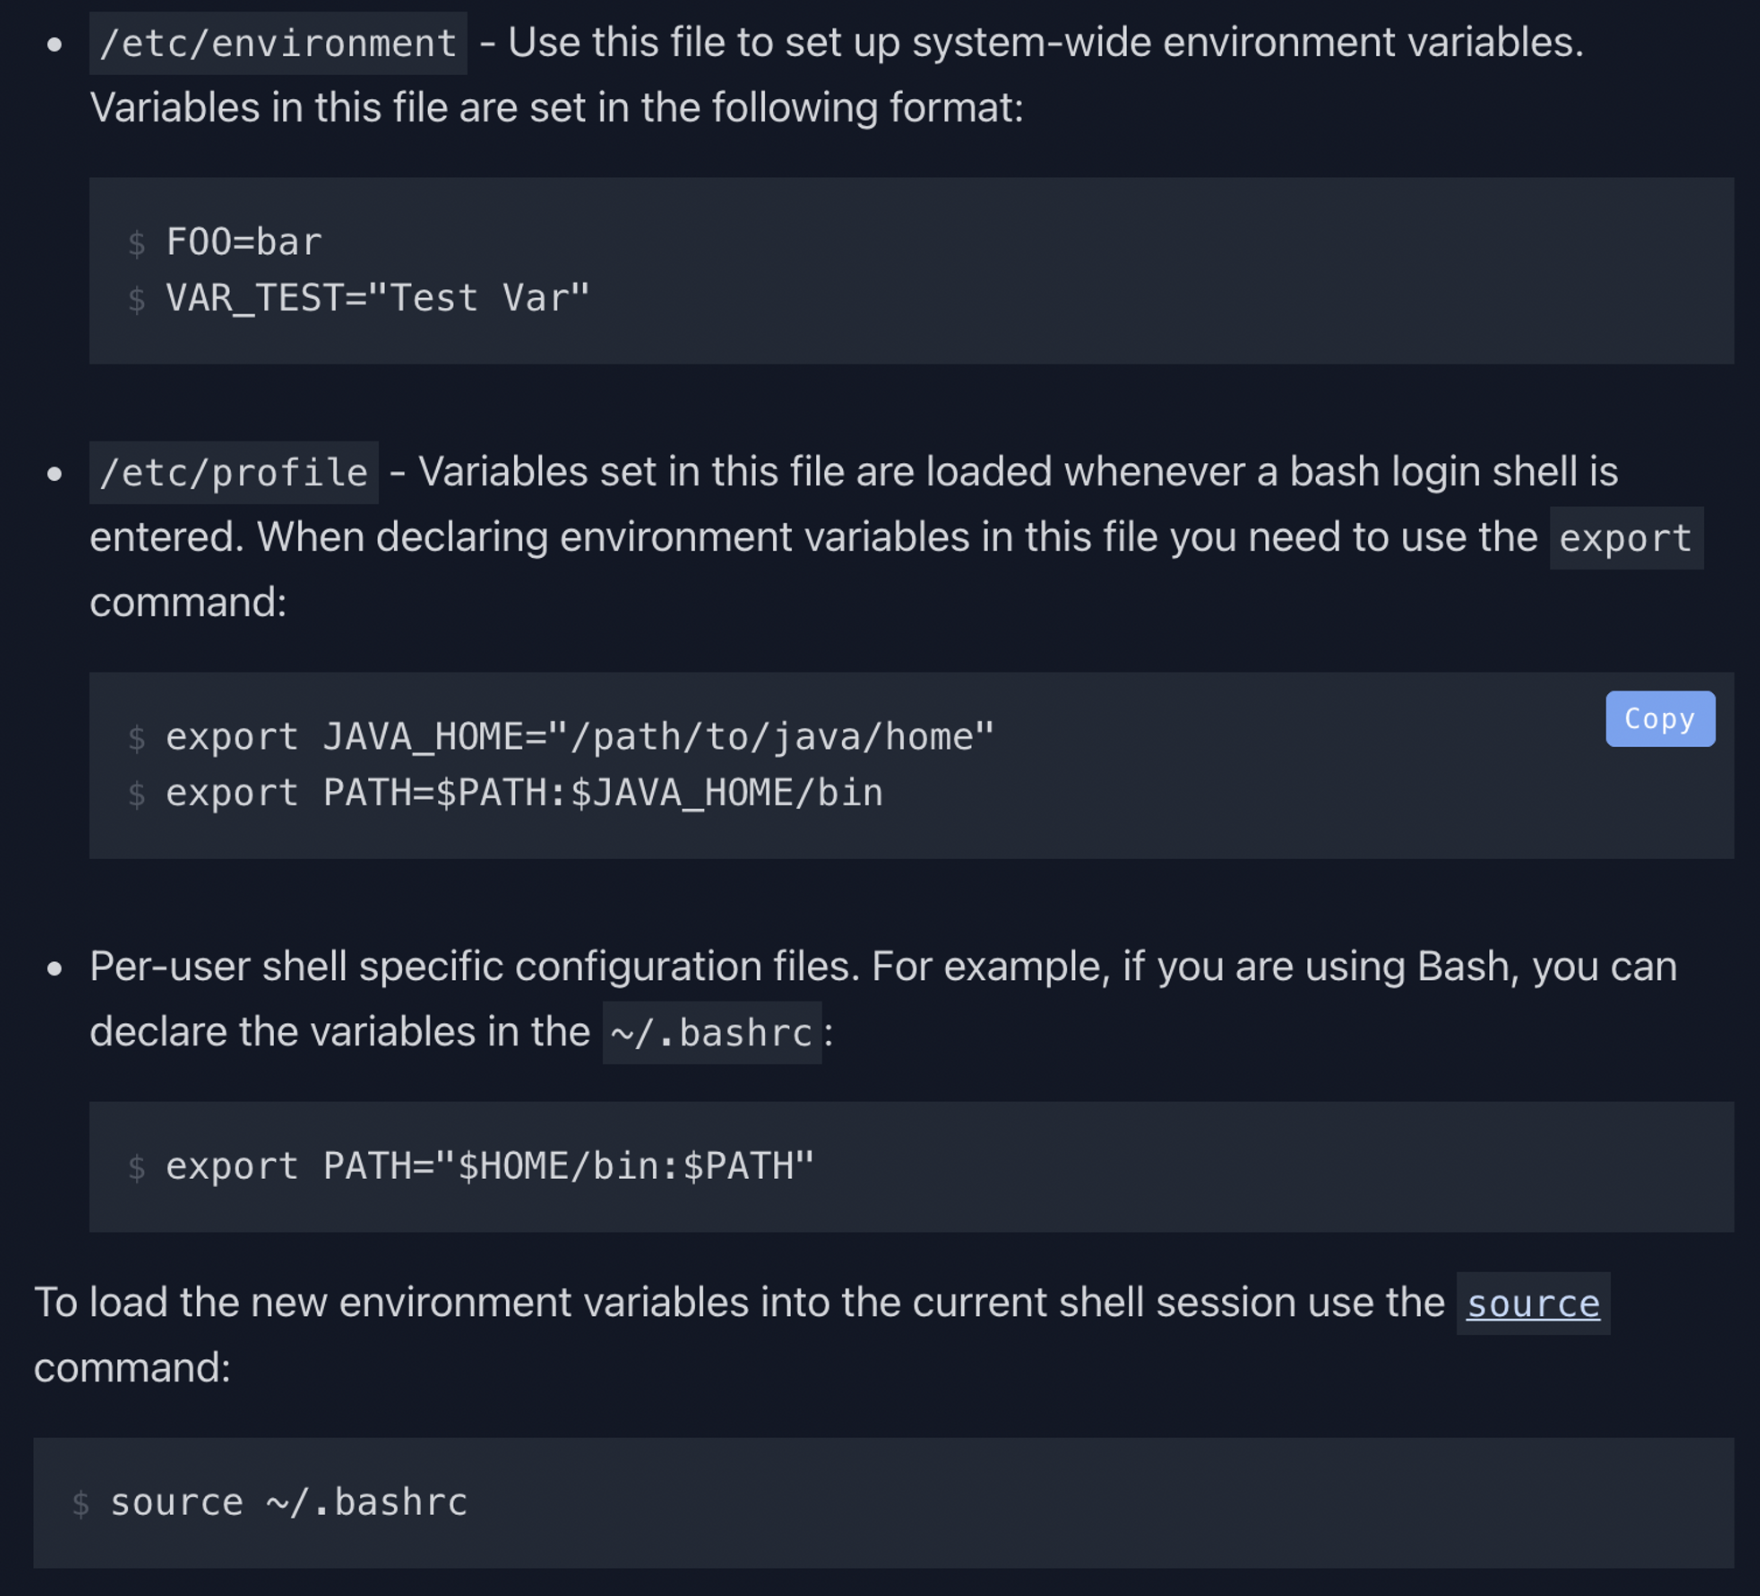 • /etc/environment - Use this file to set up system-wide environment variables.
Variables in this file are set in the following format:
$ FOO=bar
$ VAR_TEST="Test Var"
• /etc/profile - Variables set in this file are loaded whenever a bash login shell is
entered. When declaring environment variables in this file you need to use the export
command:
Copy
$ export JAVA_HOME="/path/to/java/home"
$ export PATH=$PATH:$JAVA_HOME/bin
• Per-user shell specific configuration files. For example, if you are using Bash, you can
declare the variables in the ~/.bashrc:
$ export PATH="$HOME/bin:$PATH"
To load the new environment variables into the current shell session use the source
command:
$ source ~/.bashrc